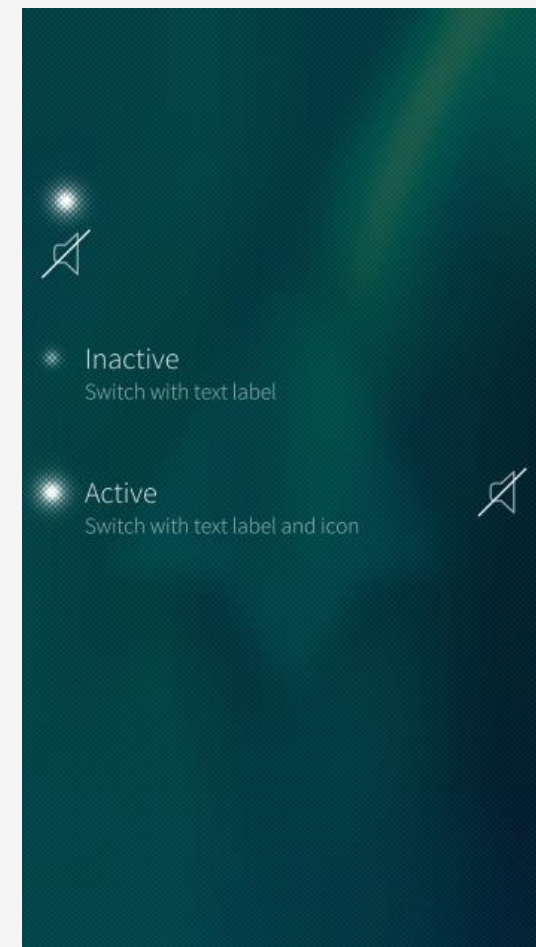 Inactive
Switch with text label
Active
Switch with text label and icon